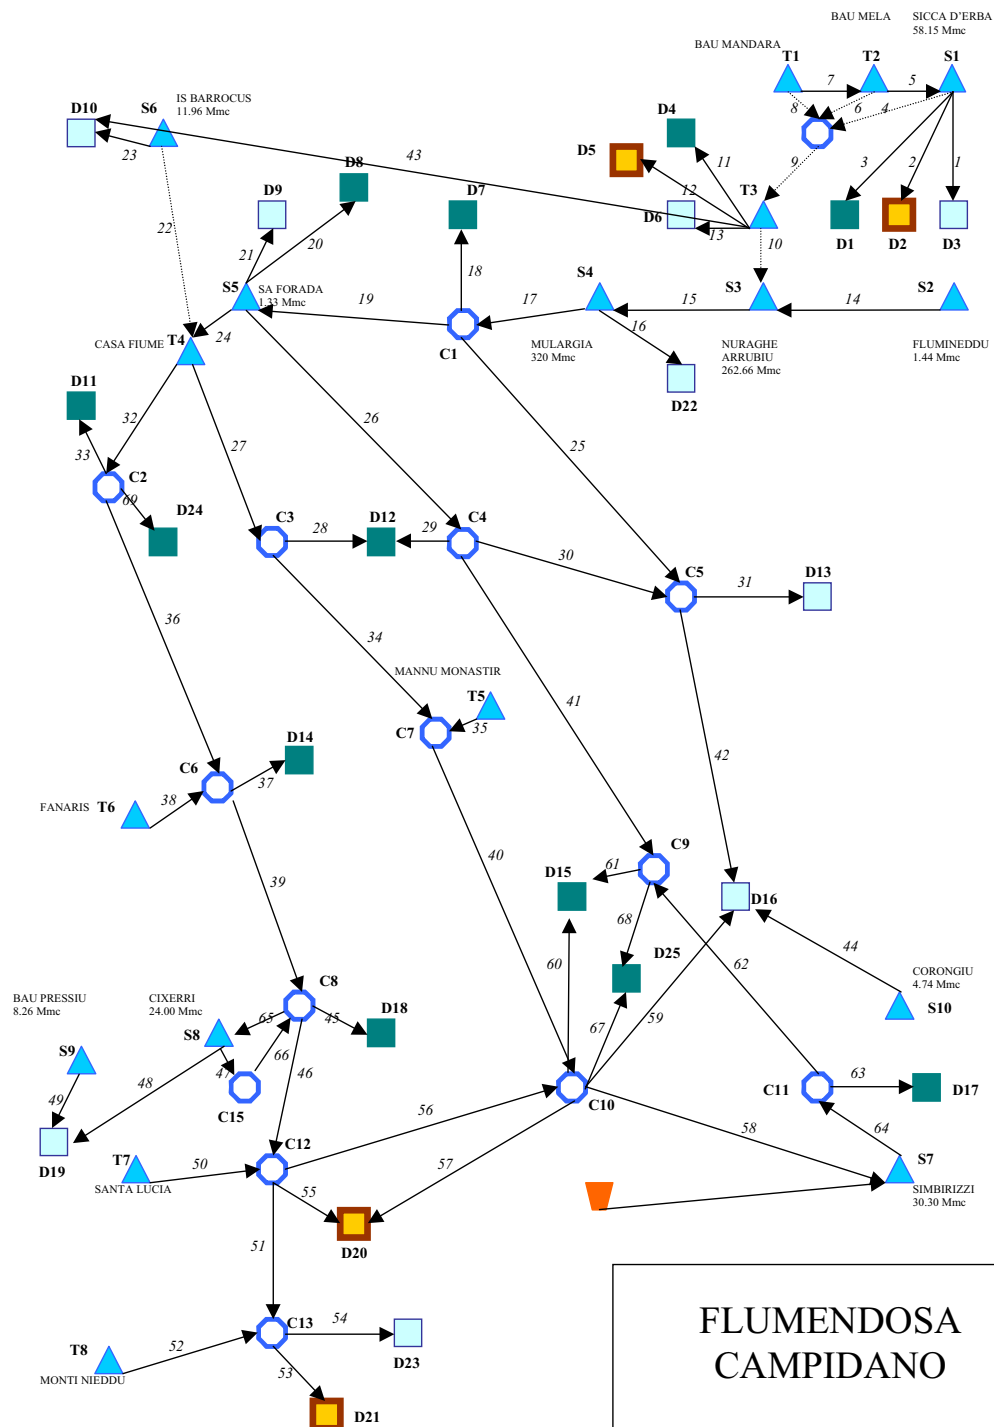 BAU MELA
SICCA D'ERBA
58.15 Mmc
BAU MANDARA
T1
T2
S1
7
5
8
6
4
IS BARROCUS
11.96 Mmc
S6
D10
23
43
D4
D5
11
12
9
3
2
1
D8
D9
D7
D6
13
T3
10
D1
D2
D3
22
21
20
18
S5
SA FORADA
1.33 Mmc
19
17
S4
15
S3
14
S2
24
T4
CASA FIUME
C1
MULARGIA
320 Mmc
16
NURAGHE
ARRUBIU
262.66 Mmc
FLUMINEDDU
1.44 Mmc
D11
D22
32
33
27
26
25
C2
69
D24
C3
28
D12
29
C4
30
C5
D13
31
36
34
MANNU MONASTIR
T5
35
C7
41
42
D14
C6
37
FANARIS
T6
38
39
40
C9
61
D15
D16
68
D25
60
62
44
59
67
CORONGIU
4.74 Mmc
S10
BAU PRESSIU
8.26 Mmc
CIXERRI
24.00 Mmc
C8
65
45
D18
S8
S9
66
47
46
48
49
C15
C10
C11
63
D17
56
58
64
C12
D19
T7
50
SANTA LUCIA
55
57
S7
SIMBIRIZZI
30.30 Mmc
D20
51
C13
54
T8
52
D23
MONTI NIEDDU
53
D21
FLUMENDOSA
CAMPIDANO